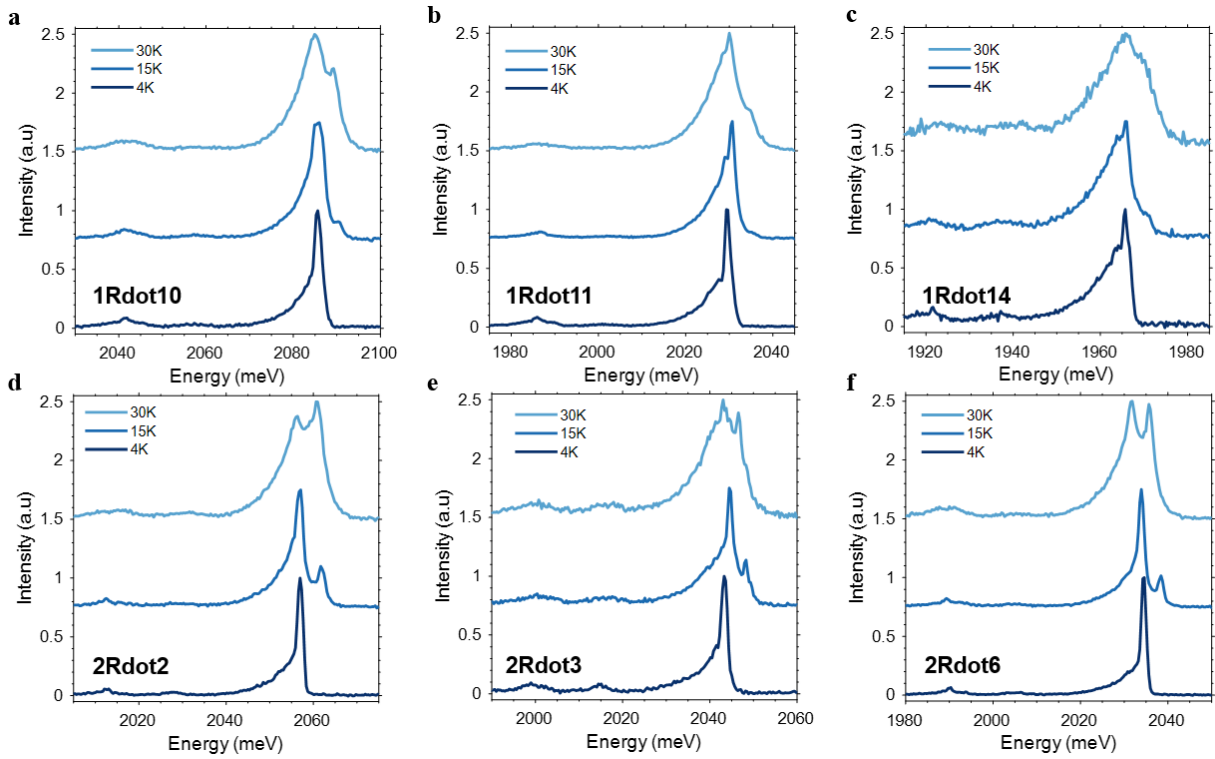 a
30K
15K
4K
1Rdot10
Intensity (a.u)
2.5
2
1.5
1
0.5
0
2040 2060 2080 2100
Energy (meV)
b
30K
15K
4K
1Rdot11
Intensity (a.u)
2.5
2
1.5
1
0.5
0
1980 2000 2020 2040
Energy (meV)
c
30K
15K
4K
1Rdot14
Intensity (a.u)
2.5
2
1.5
1
0.5
0
1920 1940 1960 1980
Energy (meV)
d
30K
15K
4K
2Rdot2
Intensity (a.u)
2.5
2
1.5
1
0.5
0
2020 2040 2060
Energy (meV)
e
30K
15K
4K
2Rdot3
Intensity (a.u)
2.5
2
1.5
1
0.5
0
2000 2020 2040 2060
Energy (meV)
f
30K
15K
4K
2Rdot6
Intensity (a.u)
2.5
2
1.5
1
0.5
0
1980 2000 2020 2040
Energy (meV)